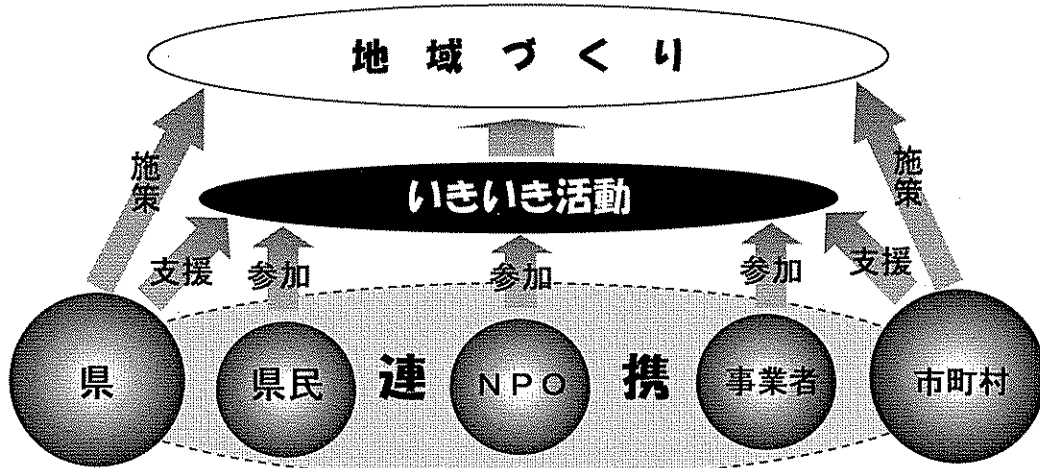 地域づくり
いきいき活動
施策
施策
支援
参加
参加
参加
支援
県
県民
連
NPO
携
事業者
市町村